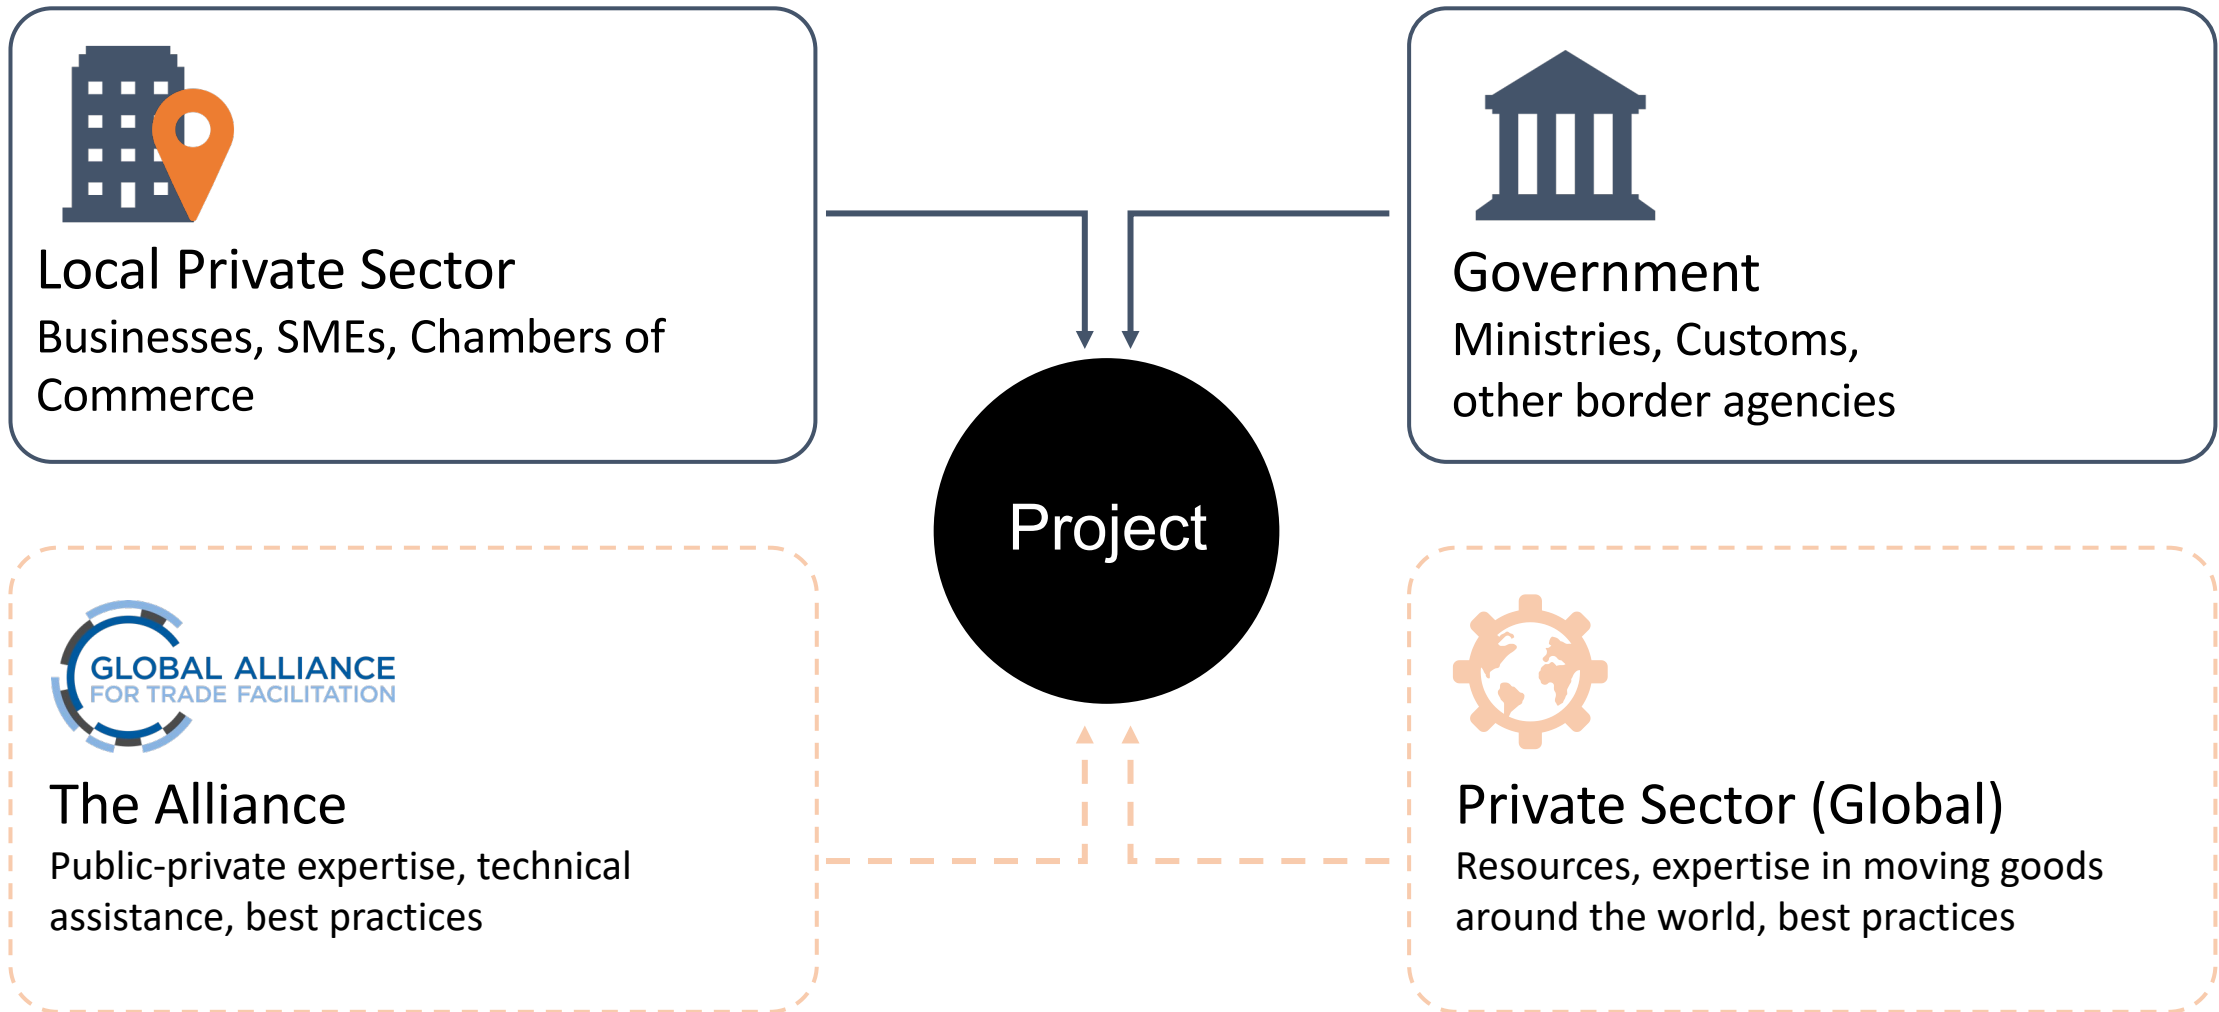 Local Private Sector
Businesses, SMEs, Chambers of
Commerce
Government
Ministries, Customs,
other border agencies
Project
GLOBAL ALLIANCE
FOR TRADE FACILITATION
The Alliance
Public-private expertise, technical
assistance, best practices
Private Sector (Global)
Resources, expertise in moving goods
around the world, best practices